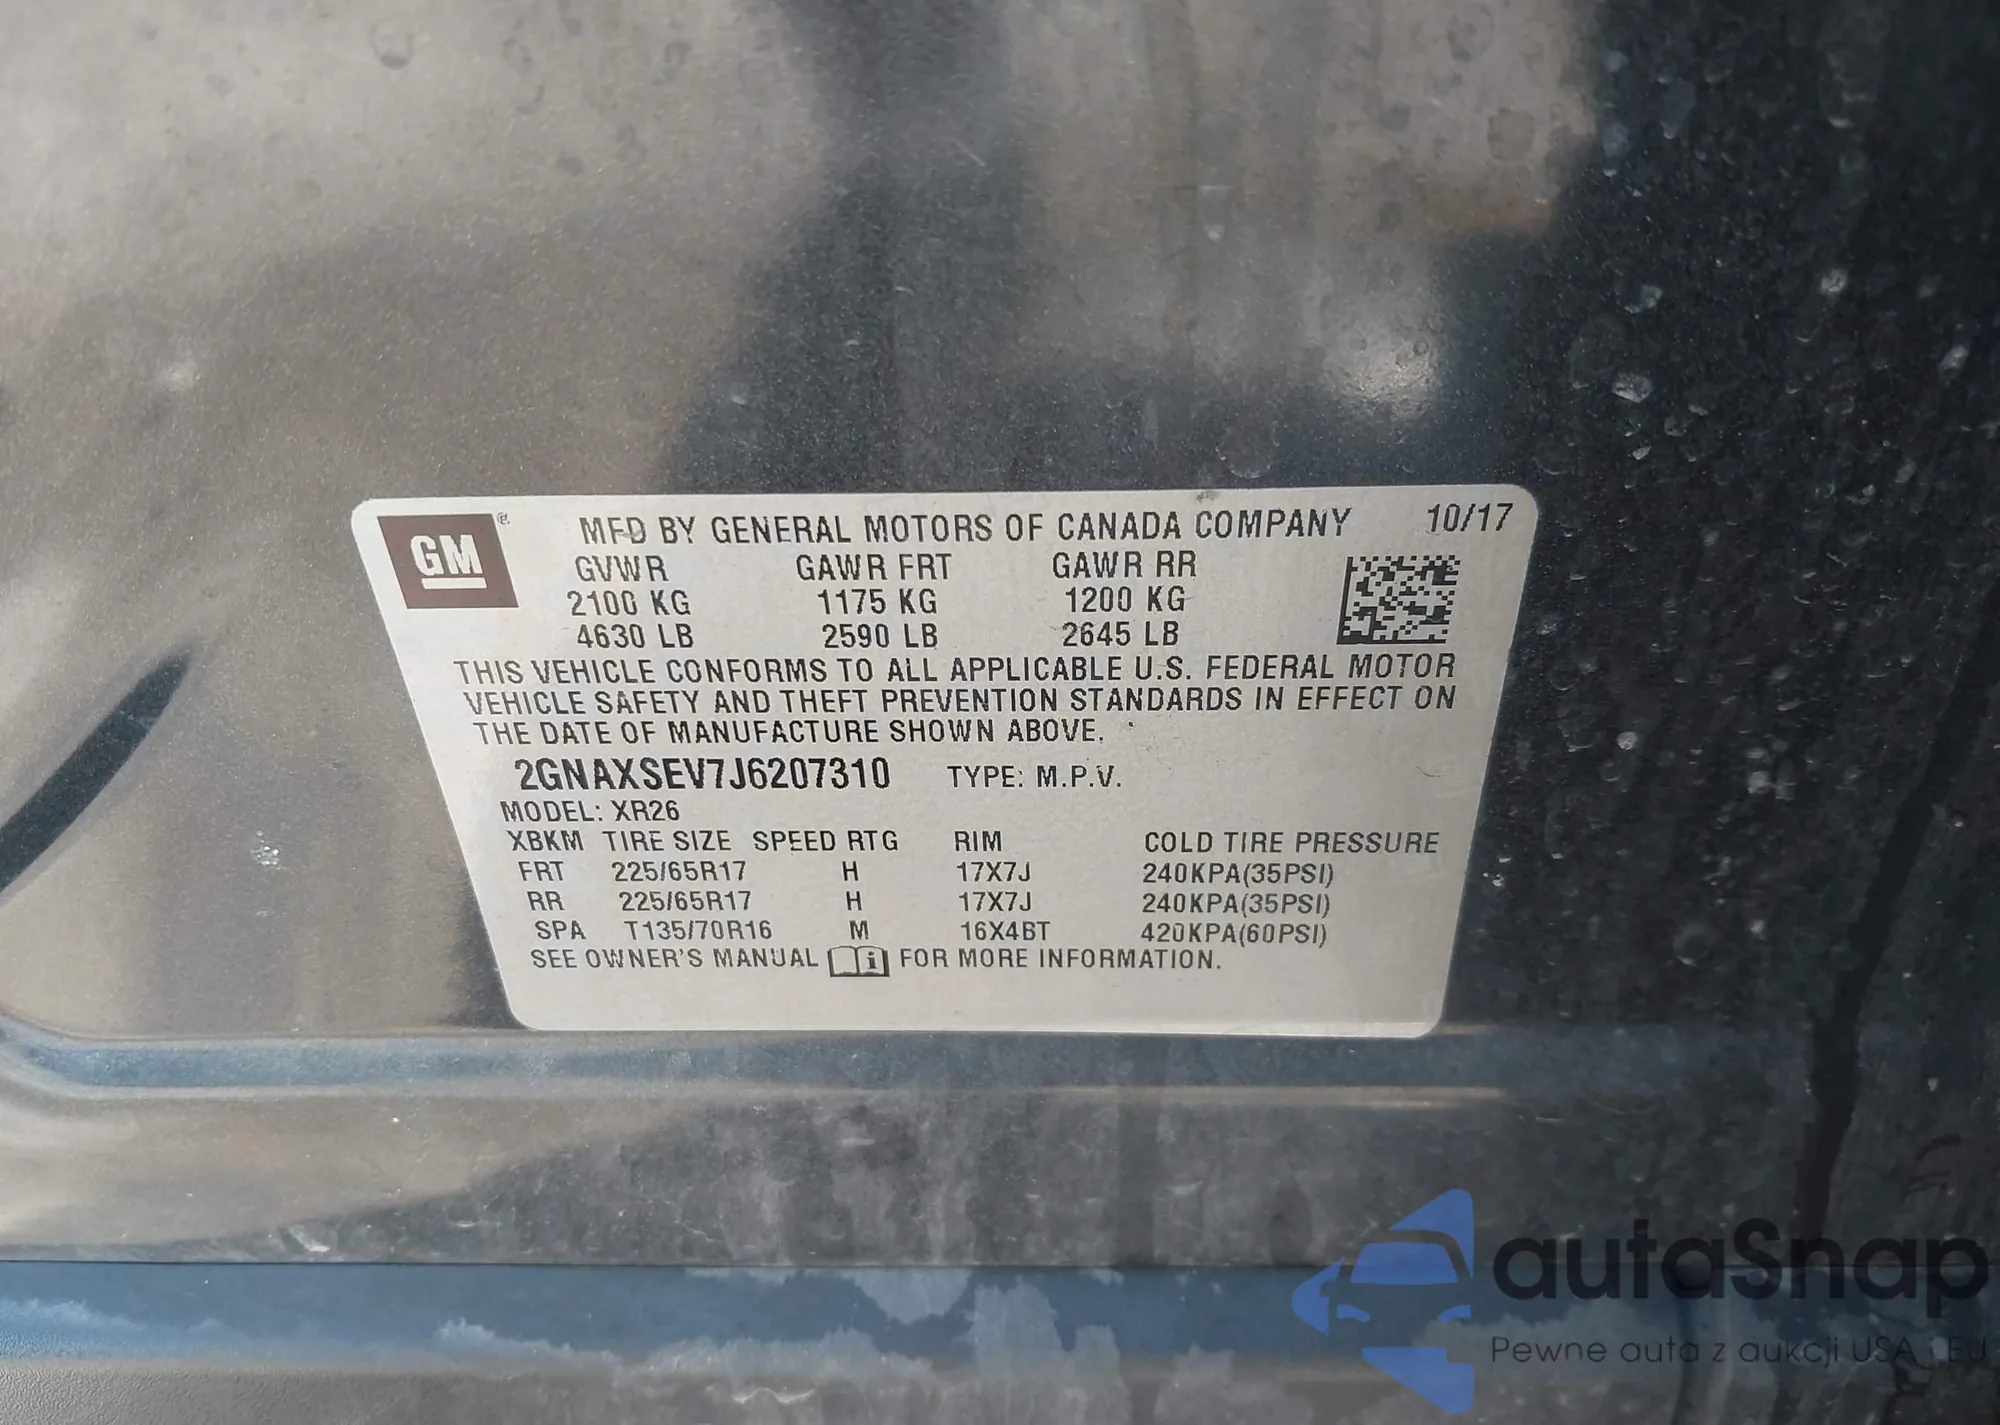 GM ®
MFD BY GENERAL MOTORS OF CANADA COMPANY 10/17
GVWR GAWR FRT GAWR RR
2100 KG 1175 KG 1200 KG
4630 LB 2590 LB 2645 LB
THIS VEHICLE CONFORMS TO ALL APPLICABLE U.S. FEDERAL MOTOR
VEHICLE SAFETY AND THEFT PREVENTION STANDARDS IN EFFECT ON
THE DATE OF MANUFACTURE SHOWN ABOVE.
2GNAXSEV7J6207310 TYPE: M.P.V.
MODEL: XR26
XBKM TIRE SIZE SPEED RTG RIM COLD TIRE PRESSURE
FRT 225/65R17 H 17X7J 240KPA(35PSI)
RR 225/65R17 H 17X7J 240KPA(35PSI)
SPA T135/70R16 M 16X4BT 420KPA(60PSI)
SEE OWNER'S MANUAL i FOR MORE INFORMATION.
autaSnap
Pewne auta z aukcji USA i EU